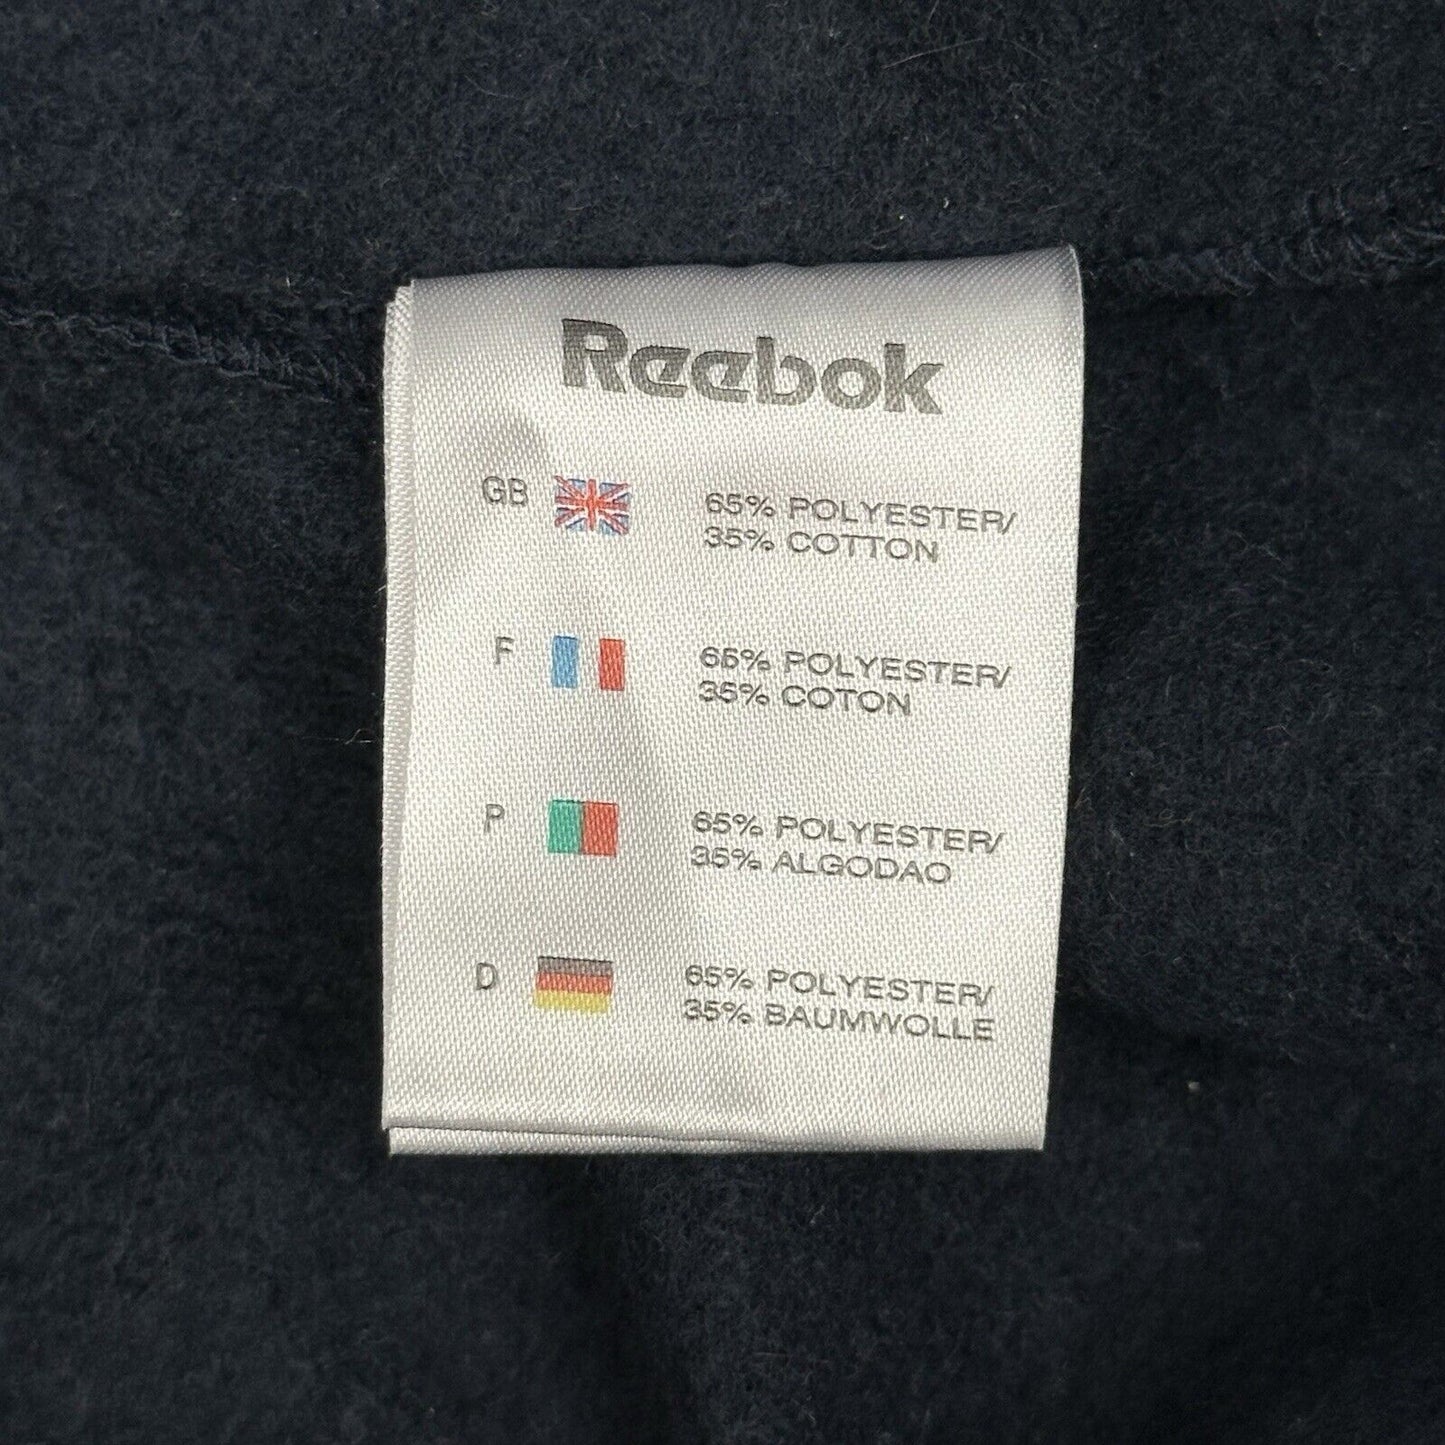 Reebok
GB 65% POLYESTER/
35% COTTON
F 65% POLYESTER/
35% COTON
P 65% POLYESTER/
35% ALGODAO
D 65% POLYESTER/
35% BAUMWOLLE